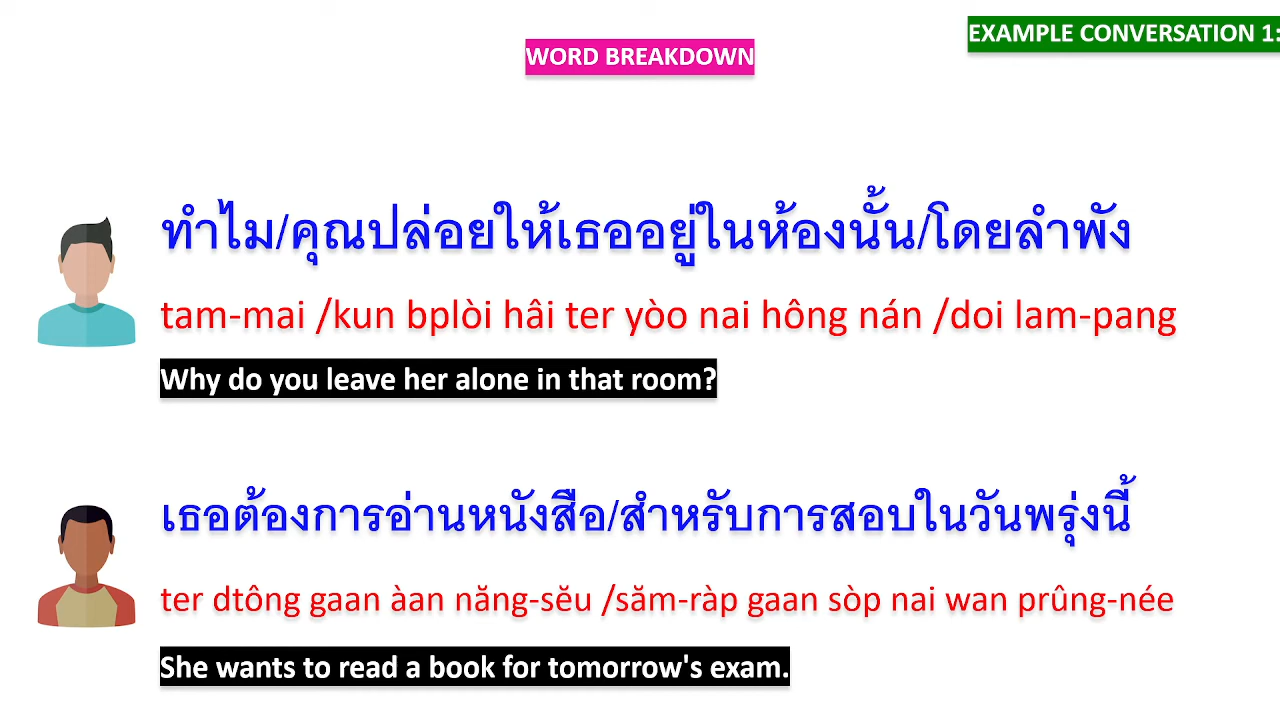 EXAMPLE CONVERSATION 1:
WORD BREAKDOWN
ทำไม/คุณปล่อยให้เธออยู่ในห้องนั้น/โดยลำพัง
tam-mai /kun bplòi hâi ter yòo nai hông nán /doi lam-pang
Why do you leave her alone in that room?
เธอต้องการอ่านหนังสือ/สำหรับการสอบในวันพรุ่งนี้
ter dtông gaan àan năng-sĕu /săm-ràp gaan sòp nai wan prûng-née
She wants to read a book for tomorrow's exam.